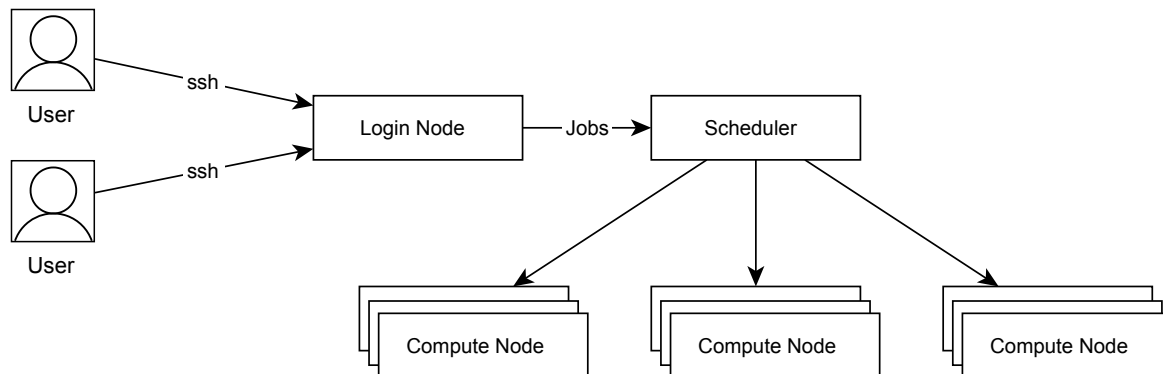 User
ssh
Login Node
Jobs
Scheduler
ssh
User
Compute Node
Compute Node
Compute Node